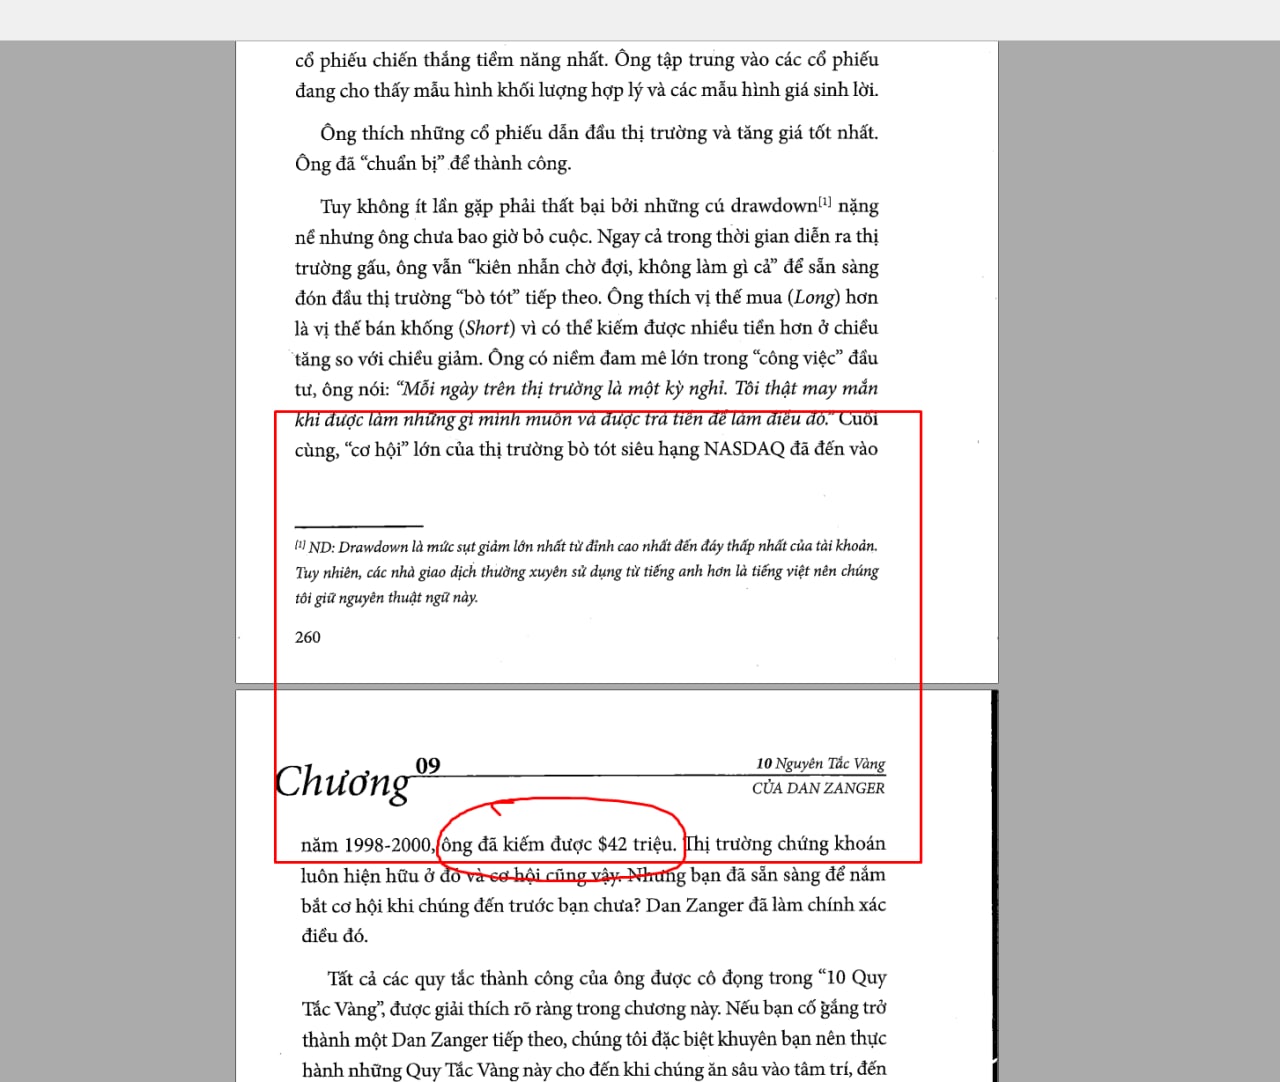 cổ phiếu chiến thắng tiềm năng nhất. Ông tập trung vào các cổ phiếu
đang cho thấy mẫu hình khối lượng hợp lý và các mẫu hình giá sinh lời.
Ông thích những cổ phiếu dẫn đầu thị trường và tăng giá tốt nhất.
Ông đã “chuẩn bị” để thành công.
Tuy không ít lần gặp phải thất bại bởi những cú drawdown[1] nặng
nề nhưng ông chưa bao giờ bỏ cuộc. Ngay cả trong thời gian diễn ra thị
trường gấu, ông vẫn “kiên nhẫn chờ đợi, không làm gì cả” để sẵn sàng
đón đầu thị trường “bò tót” tiếp theo. Ông thích vị thế mua (Long) hơn
là vị thế bán khống (Short) vì có thể kiếm được nhiều tiền hơn ở chiều
tăng so với chiều giảm. Ông có niềm đam mê lớn trong “công việc” đầu
tư, ông nói: “Mỗi ngày trên thị trường là một kỳ nghỉ. Tôi thật may mắn
khi được làm những gì mình muốn và được trả tiền để làm điều đó.” Cuối
cùng, “cơ hội” lớn của thị trường bò tót siêu hạng NASDAQ đã đến vào
[1] ND: Drawdown là mức sụt giảm lớn nhất từ đỉnh cao nhất đến đáy thấp nhất của tài khoản.
Tuy nhiên, các nhà giao dịch thường xuyên sử dụng từ tiếng anh hơn là tiếng việt nên chúng
tôi giữ nguyên thuật ngữ này.
260
Chương 09
10 Nguyên Tắc Vàng
CỦA DAN ZANGER
năm 1998-2000, ông đã kiếm được $42 triệu. Thị trường chứng khoán
luôn hiện hữu ở đó và cơ hội cũng vậy. Nhưng bạn đã sẵn sàng để nắm
bắt cơ hội khi chúng đến trước bạn chưa? Dan Zanger đã làm chính xác
điều đó.
Tất cả các quy tắc thành công của ông được cô đọng trong “10 Quy
Tắc Vàng”, được giải thích rõ ràng trong chương này. Nếu bạn cố gắng trở
thành một Dan Zanger tiếp theo, chúng tôi đặc biệt khuyên bạn nên thực
hành những Quy Tắc Vàng này cho đến khi chúng ăn sâu vào tâm trí, đến